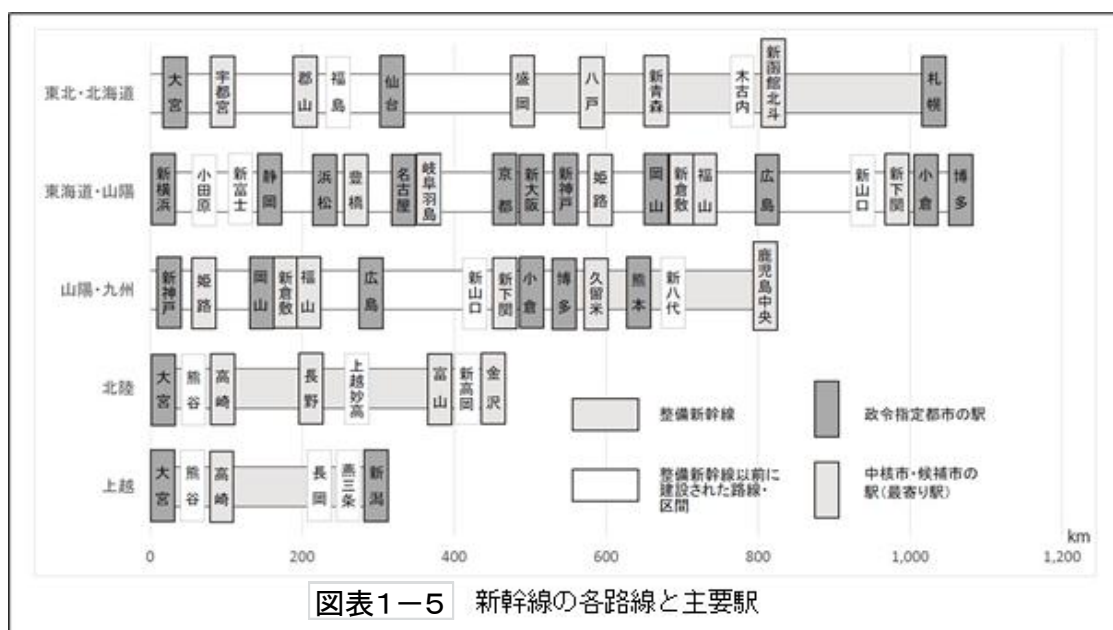 東北・北海道
大宮
宇都宮
郡山
福島
仙台
盛岡
八戸
新青森
木古内
新函館北斗
札幌
東海道・山陽
新横浜
小田原
新富士
静岡
浜松
豊橋
名古屋
岐阜羽島
京都
新大阪
新神戸
姫路
岡山
新倉敷
福山
広島
新山口
新下関
小倉
博多
山陽・九州
新神戸
姫路
岡山
新倉敷
福山
広島
新山口
新下関
小倉
博多
久留米
熊本
新八代
鹿児島中央
北陸
大宮
熊谷
高崎
長野
上越妙高
富山
新高岡
金沢
上越
大宮
熊谷
高崎
長岡
燕三条
新潟
整備新幹線
政令指定都市の駅
整備新幹線以前に
建設された路線・
区間
中核市・候補市の
駅(最寄り駅)
km
0
200
400
600
800
1,000
1,200
図表1-5 新幹線の各路線と主要駅